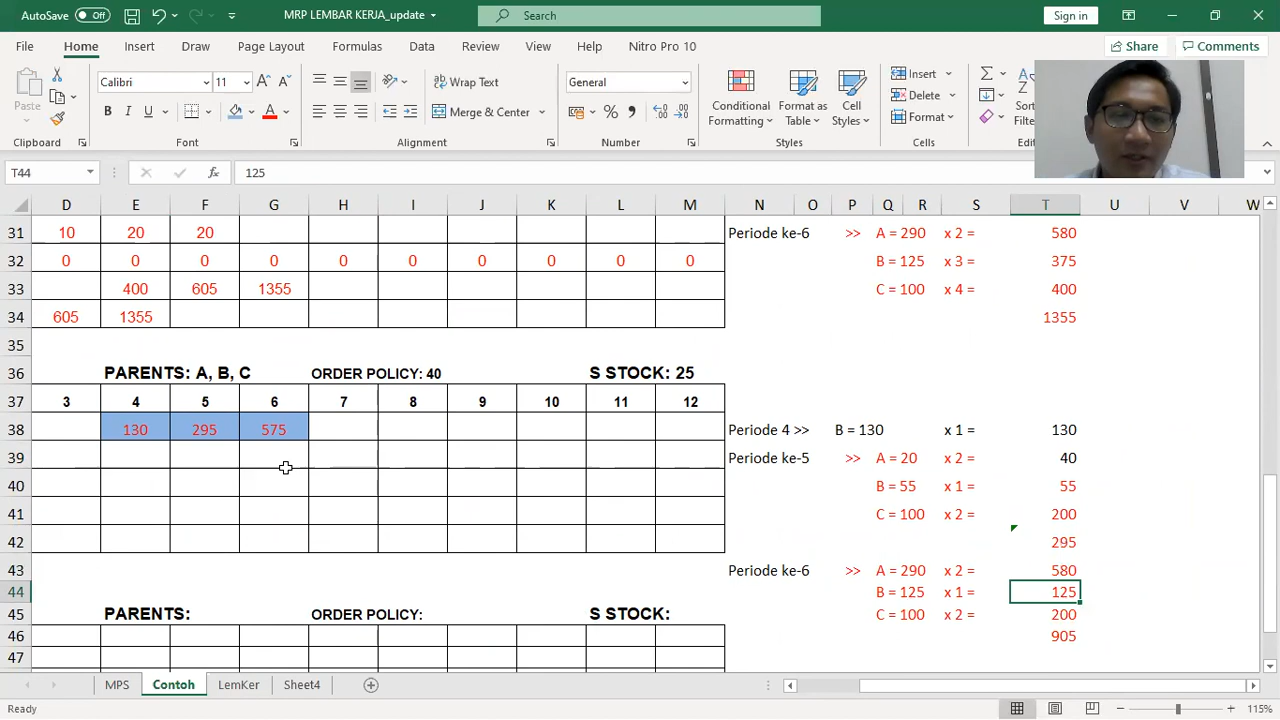 AutoSave Off MRP LEMBAR KERJA_update Search Sign in
File Home Insert Draw Page Layout Formulas Data Review View Help Nitro Pro 10 Share Comments
Paste Calibri 11 Wrap Text General Conditional Formatting Format as Table Cell Styles Insert Σ
B I U Merge & Center % Delete Sort
Format Filter
Clipboard Font Alignment Number Styles Cells
T44 fx 125
D E F G H I J K L M N O P Q R S T U V W
31 10 20 20 Periode ke-6 >> A = 290 x 2 = 580
32 0 0 0 0 0 0 0 0 0 0 B = 125 x 3 = 375
33 400 605 1355 C = 100 x 4 = 400
34 605 1355 1355
35
36 PARENTS: A, B, C ORDER POLICY: 40 S STOCK: 25
37 3 4 5 6 7 8 9 10 11 12
38 130 295 575 Periode 4 >> B = 130 x 1 = 130
39 Periode ke-5 >> A = 20 x 2 = 40
40 B = 55 x 1 = 55
41 C = 100 x 2 = 200
42 295
43 Periode ke-6 >> A = 290 x 2 = 580
44 B = 125 x 1 = 125
45 PARENTS: ORDER POLICY: S STOCK: C = 100 x 2 = 200
46 905
47
MPS Contoh LemKer Sheet4
Ready 115%